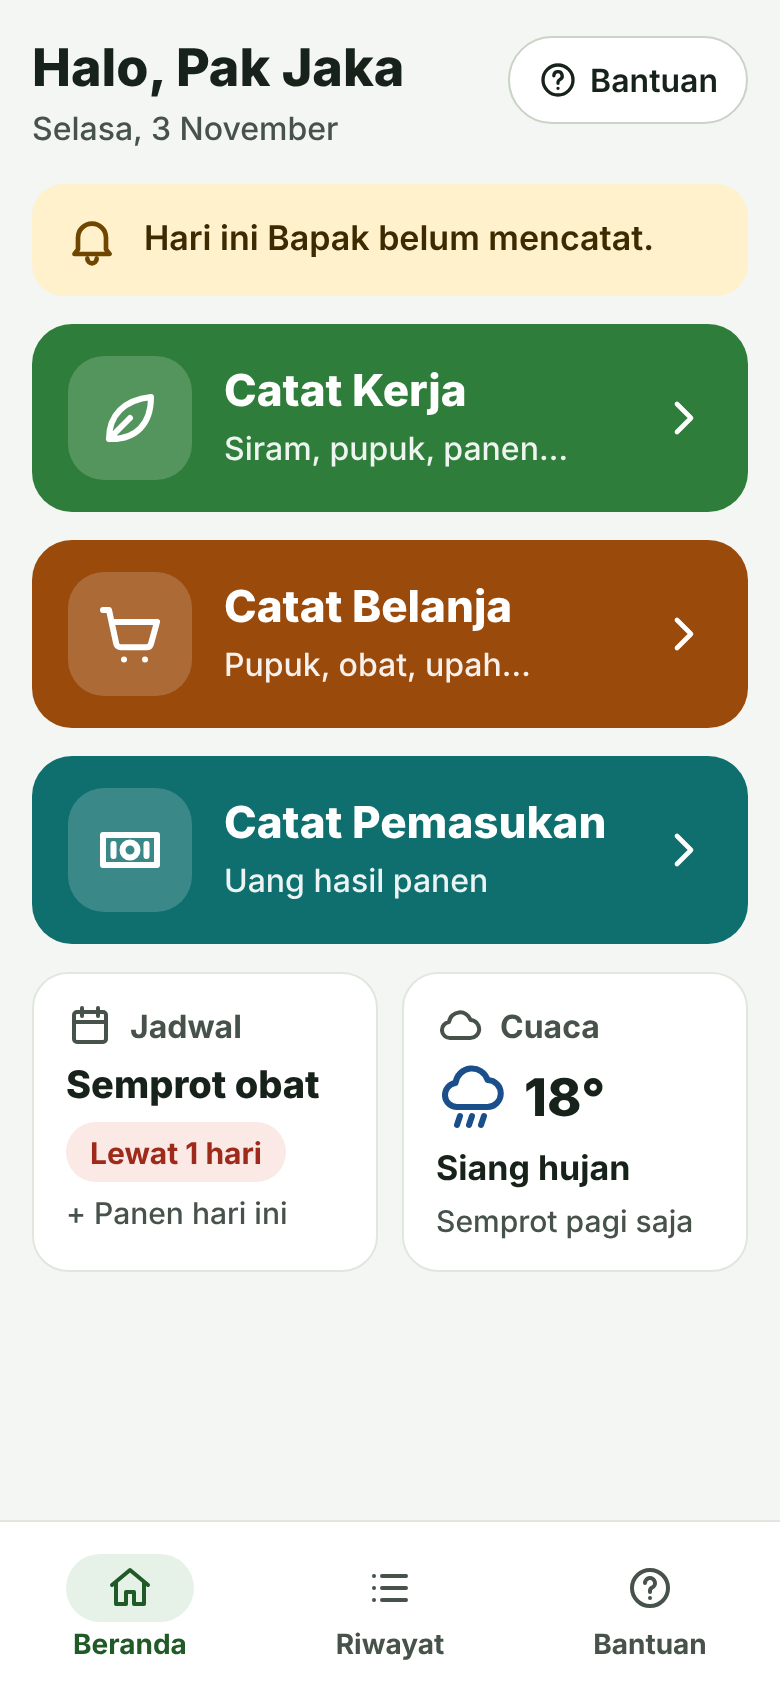 Halo, Pak Jaka
Bantuan
Selasa, 3 November
Hari ini Bapak belum mencatat.
Catat Kerja
Siram, pupuk, panen...
Catat Belanja
Pupuk, obat, upah...
Catat Pemasukan
Uang hasil panen
Jadwal
Semprot obat
Lewat 1 hari
+ Panen hari ini
Cuaca
18°
Siang hujan
Semprot pagi saja
Beranda
Riwayat
Bantuan